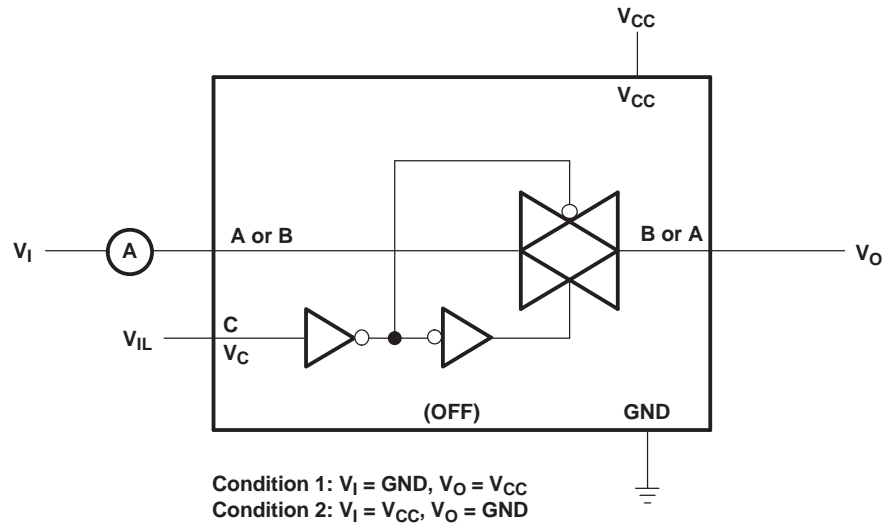 VCC
VCC
VI
A
A or B
B or A
VO
VIL
C
VC
(OFF)
GND
Condition 1: VI = GND, VO = VCC
Condition 2: VI = VCC, VO = GND